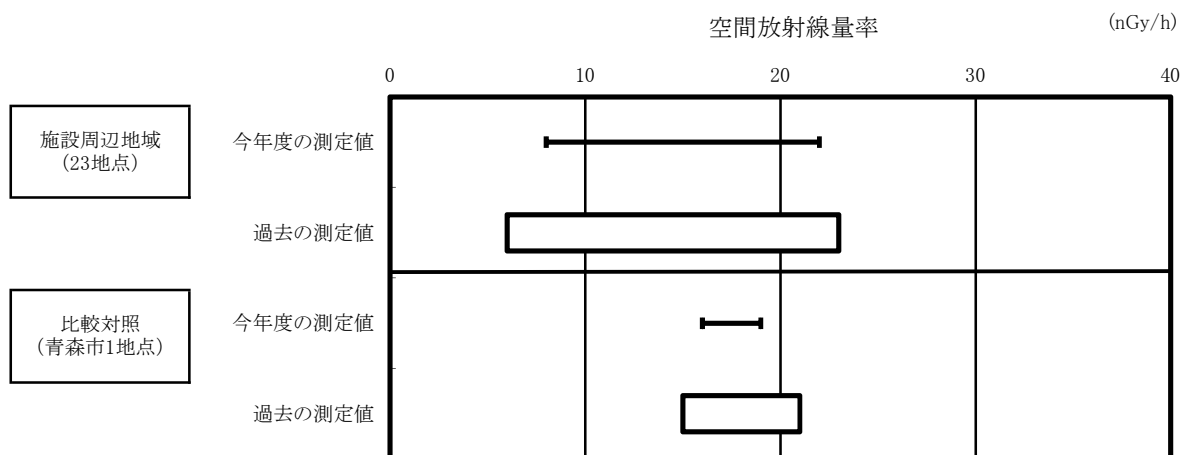 空間放射線量率
(nGy/h)
0 10 20 30 40
施設周辺地域
(23地点)
今年度の測定値
過去の測定値
比較対照
(青森市1地点)
今年度の測定値
過去の測定値